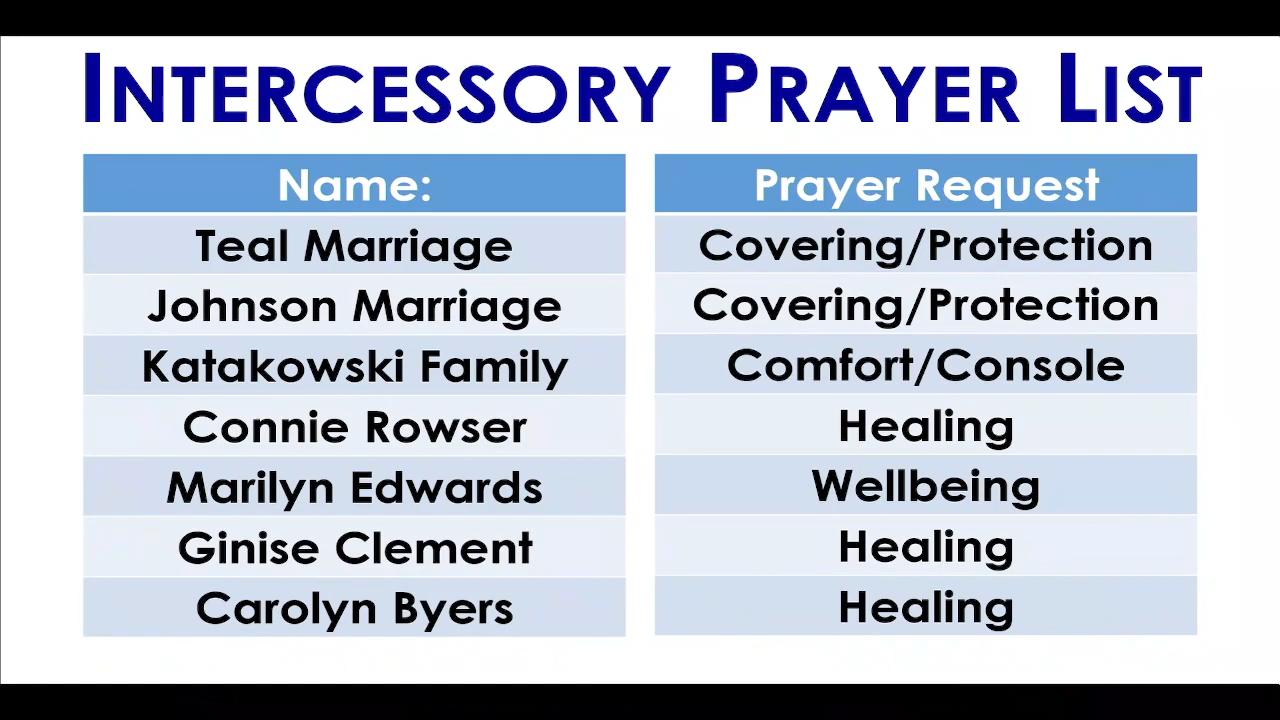 INTERCESSORY PRAYER LIST
Name: Prayer Request
Teal Marriage Covering/Protection
Johnson Marriage Covering/Protection
Katakowski Family Comfort/Console
Connie Rowser Healing
Marilyn Edwards Wellbeing
Ginise Clement Healing
Carolyn Byers Healing